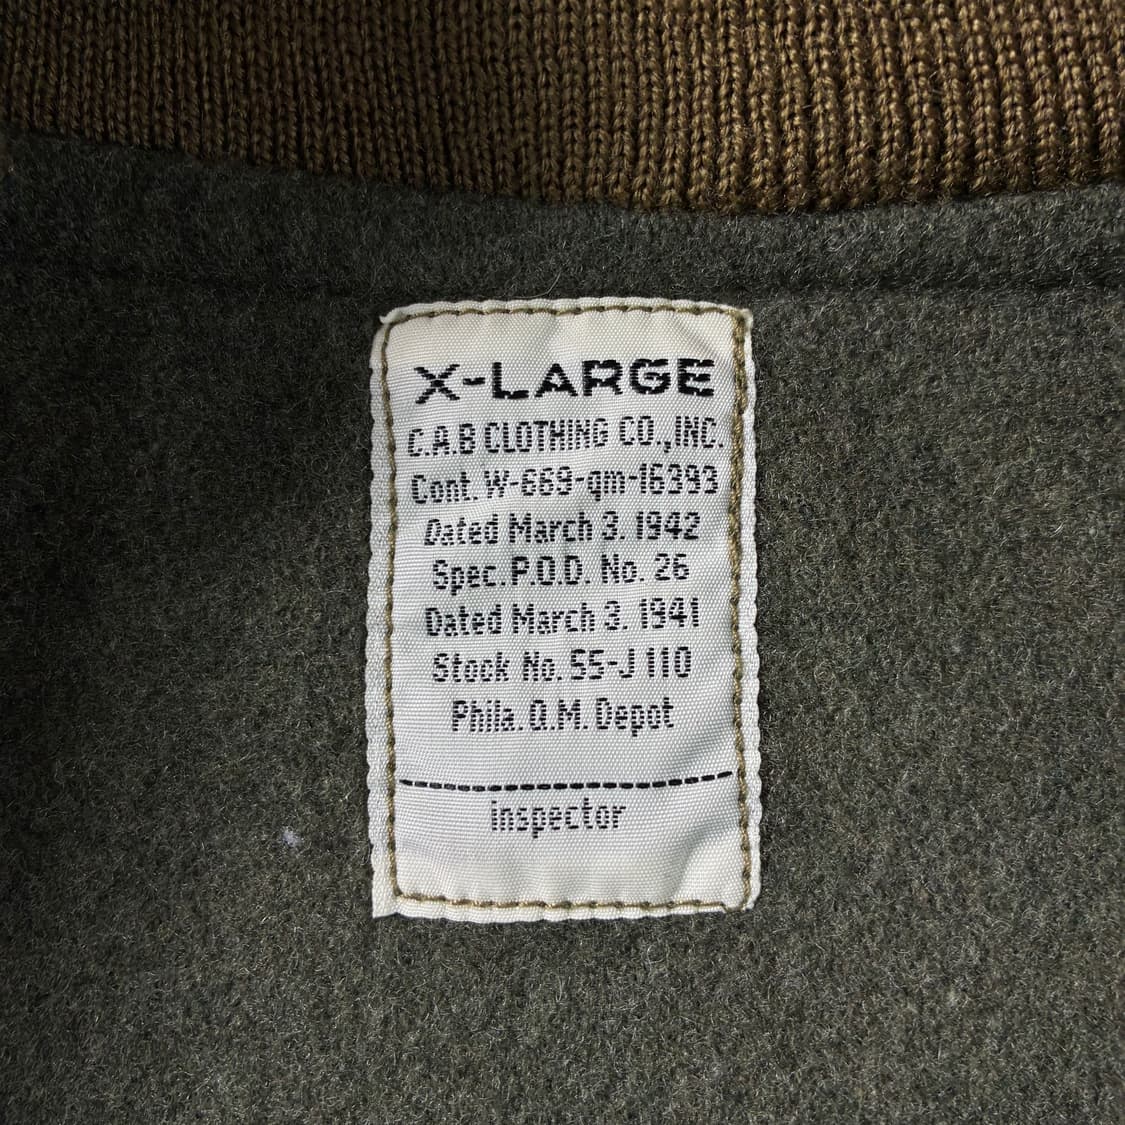 X-LARGE
C.A.B CLOTHING CO.,INC.
Cont. W-669-qm-16393
Dated March 3. 1942
Spec. P.O.D. No. 26
Dated March 3. 1941
Stock No. 55-J 110
Phila. Q.M. Depot
inspector